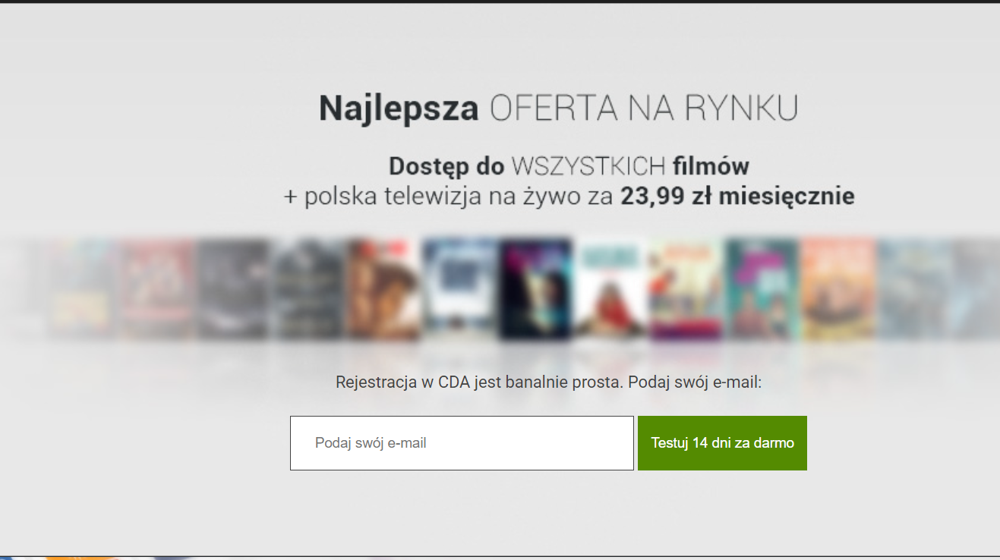 Najlepsza OFERTA NA RYNKU
Dostęp do WSZYSTKICH filmów
+ polska telewizja na żywo za 23,99 zł miesięcznie
Rejestracja w CDA jest banalnie prosta. Podaj swój e-mail:
Podaj swój e-mail
Testuj 14 dni za darmo